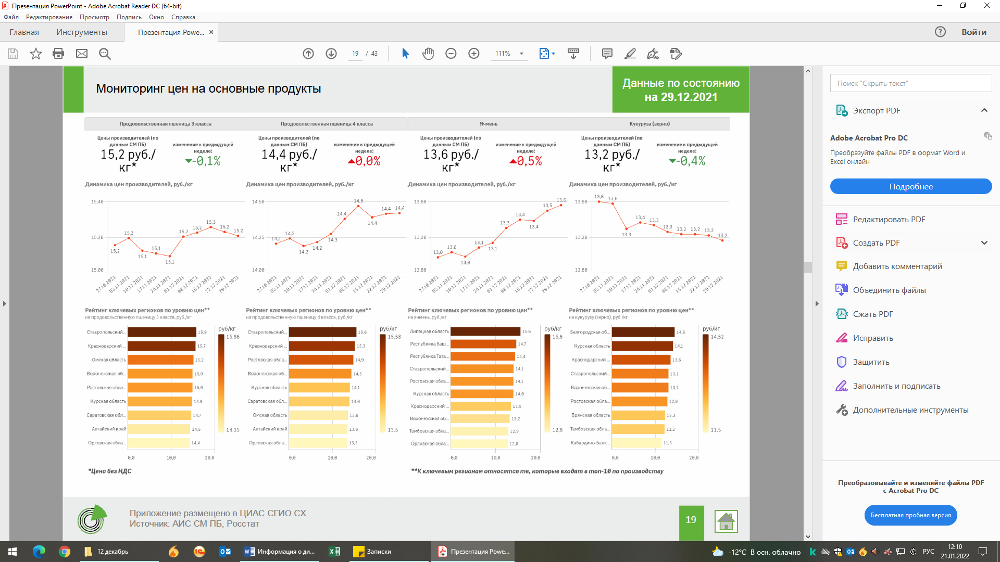 Презентация PowerPoint - Adobe Acrobat Reader DC (64-bit)
Файл Редактирование Просмотр Подпись Окно Справка
Главная Инструменты Презентация Powe... × Войти
19 / 43 111%
Мониторинг цен на основные продукты
Данные по состоянию
на 29.12.2021
Продовольственная пшеница 3 класса
Цены производителей (по
данным СМ ПБ)
15,2 руб./
кг*
изменение к предыдущей
неделе:
-0,1%
Динамика цен производителей, руб./кг
15,40
15,20
15,00
15,2 15,2 15,1 15,1 15,1 15,2 15,2 15,3 15,2 15,2
27.10.2021 03.11.2021 10.11.2021 17.11.2021 24.11.2021 01.12.2021 08.12.2021 15.12.2021 22.12.2021 29.12.2021
Рейтинг ключевых регионов по уровню цен**
на продовольственную пшеницу 3 класса, руб./кг
Ставропольский... 15,9
Краснодарский ... 15,7
Омская область 15,2
Воронежская об... 15,0
Ростовская обла... 15,0
Курская область 14,9
Саратовская обл... 14,7
Алтайский край 14,5
Орловская обла... 14,4
0,0 10,0 20,0
руб/кг
15,86
14,35
Продовольственная пшеница 4 класса
Цены производителей (по
данным СМ ПБ)
14,4 руб./
кг*
изменение к предыдущей
неделе:
0,0%
Динамика цен производителей, руб./кг
14,50
14,25
14,00
14,2 14,2 14,2 14,2 14,3 14,4 14,5 14,4 14,4 14,4
27.10.2021 03.11.2021 10.11.2021 17.11.2021 24.11.2021 01.12.2021 08.12.2021 15.12.2021 22.12.2021 29.12.2021
Рейтинг ключевых регионов по уровню цен**
на продовольственную пшеницу 4 класса, руб./кг
Ставропольский... 15,6
Краснодарский ... 15,3
Ростовская обла... 14,9
Воронежская об... 14,5
Курская область 14,1
Саратовская обл... 14,0
Омская область 13,6
Алтайский край 13,6
Орловская обла... 13,5
0,0 10,0 20,0
руб/кг
15,58
13,5
Ячмень
Цены производителей (по
данным СМ ПБ)
13,6 руб./
кг*
изменение к предыдущей
неделе:
0,5%
Динамика цен производителей, руб./кг
13,60
13,20
12,80
13,0 13,0 13,0 13,1 13,1 13,3 13,4 13,4 13,5 13,6
27.10.2021 03.11.2021 10.11.2021 17.11.2021 24.11.2021 01.12.2021 08.12.2021 15.12.2021 22.12.2021 29.12.2021
Рейтинг ключевых регионов по уровню цен**
на ячмень, руб./кг
Липецкая область 15,6
Республика Баш... 14,7
Республика Тата... 14,4
Ставропольский... 14,1
Ростовская обла... 14,1
Курская область 14,0
Краснодарский ... 13,5
Воронежская об... 13,2
Тамбовская обла... 12,9
Орловская обла... 12,8
0,0 10,0 20,0
руб/кг
15,6
12,8
Кукуруза (зерно)
Цены производителей (по
данным СМ ПБ)
13,2 руб./
кг*
изменение к предыдущей
неделе:
-0,4%
Динамика цен производителей, руб./кг
13,60
13,20
12,80
13,6 13,6 13,3 13,4 13,3 13,3 13,2 13,2 13,2 13,2
27.10.2021 03.11.2021 10.11.2021 17.11.2021 24.11.2021 01.12.2021 08.12.2021 15.12.2021 22.12.2021 29.12.2021
Рейтинг ключевых регионов по уровню цен**
на кукурузу (зерно), руб./кг
Белгородская об... 14,5
Курская область 14,1
Краснодарский ... 13,6
Ставропольский... 13,1
Воронежская об... 13,1
Ростовская обла... 12,9
Брянская область 12,3
Тамбовская обла... 12,2
Кабардино-Балк... 11,5
0,0 10,0 20,0
руб/кг
14,52
11,5
*Цена без НДС
**К ключевым регионам относятся те, которые входят в топ-10 по производству
Приложение размещено в ЦИАС СГИО СХ
Источник: АИС СМ ПБ, Росстат
19
Поиск "Скрыть текст"
Экспорт PDF
Adobe Acrobat Pro DC
Преобразуйте файлы PDF в формат Word и
Excel онлайн
Подробнее
Редактировать PDF
Создать PDF
Добавить комментарий
Объединить файлы
Сжать PDF
Исправить
Защитить
Заполнить и подписать
Дополнительные инструменты
Преобразовывайте и изменяйте файлы PDF
с Acrobat Pro DC
Бесплатная пробная версия
12 декабрь
Информация о ди...
Записки
Презентация Powe...
-12°C В осн. облачно
РУС
12:10
21.01.2022